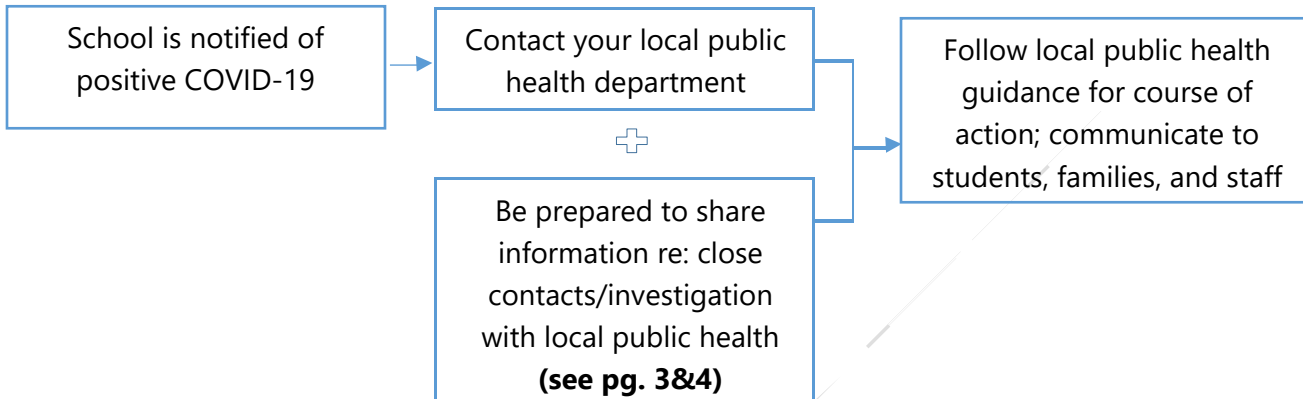 School is notified of
positive COVID-19
Contact your local public
health department
Be prepared to share
information re: close
contacts/investigation
with local public health
(see pg. 3&4)
Follow local public health
guidance for course of
action; communicate to
students, families, and staff